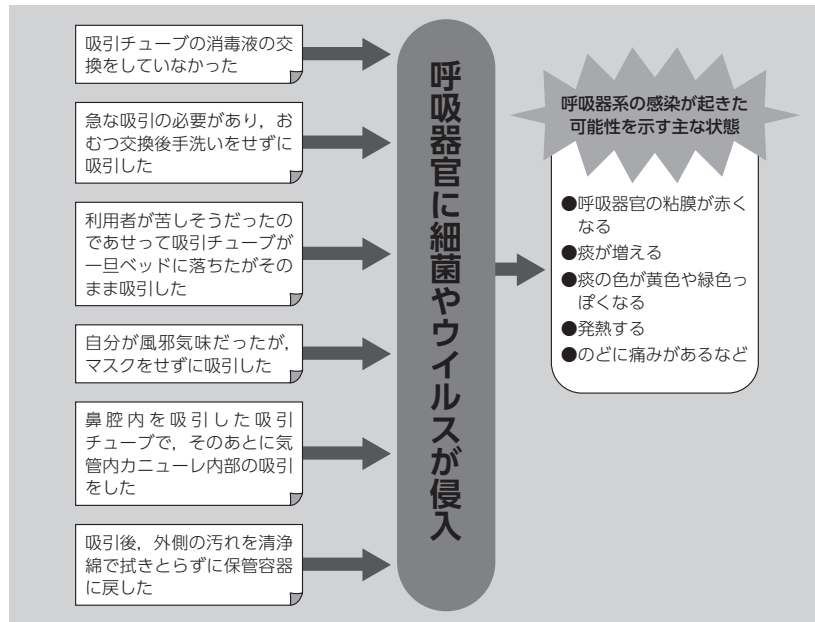 吸引チューブの消毒液の交
換をしていなかった
急な吸引の必要があり，お
むつ交換後手洗いをせずに
吸引した
利用者が苦しそうだったの
であせって吸引チューブが
一旦ベッドに落ちたがその
まま吸引した
自分が風邪気味だったが，
マスクをせずに吸引した
鼻腔内を吸引した吸引
チューブで，そのあとに気
管内カニューレ内部の吸引
をした
吸引後，外側の汚れを清浄
綿で拭きとらずに保管容器
に戻した
呼吸器官に細菌やウイルスが侵入
呼吸器系の感染が起きた
可能性を示す主な状態
●呼吸器官の粘膜が赤く
なる
●痰が増える
●痰の色が黄色や緑色っ
ぽくなる
●発熱する
●のどに痛みがあるなど